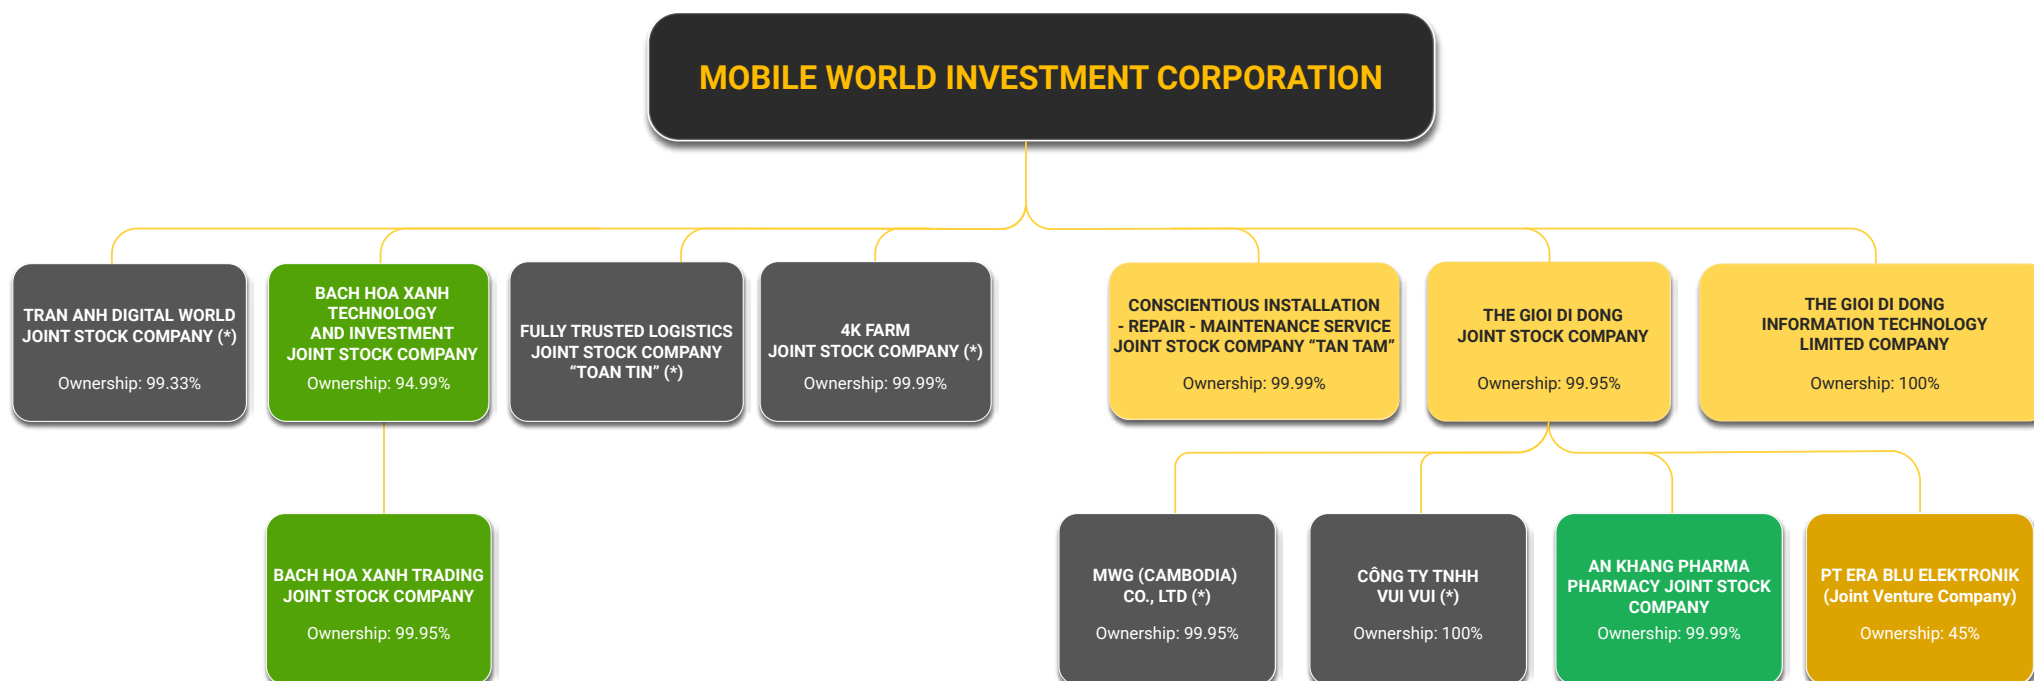 MOBILE WORLD INVESTMENT CORPORATION
TRAN ANH DIGITAL WORLD
JOINT STOCK COMPANY (*)
Ownership: 99.33%
BACH HOA XANH
TECHNOLOGY
AND INVESTMENT
JOINT STOCK COMPANY
Ownership: 94.99%
FULLY TRUSTED LOGISTICS
JOINT STOCK COMPANY
“TOAN TIN” (*)
4K FARM
JOINT STOCK COMPANY (*)
Ownership: 99.99%
CONSCIENTIOUS INSTALLATION
- REPAIR - MAINTENANCE SERVICE
JOINT STOCK COMPANY “TAN TAM”
Ownership: 99.99%
THE GIOI DI DONG
JOINT STOCK COMPANY
Ownership: 99.95%
THE GIOI DI DONG
INFORMATION TECHNOLOGY
LIMITED COMPANY
Ownership: 100%
BACH HOA XANH TRADING
JOINT STOCK COMPANY
Ownership: 99.95%
MWG (CAMBODIA)
CO., LTD (*)
Ownership: 99.95%
CÔNG TY TNHH
VUI VUI (*)
Ownership: 100%
AN KHANG PHARMA
PHARMACY JOINT STOCK
COMPANY
Ownership: 99.99%
PT ERA BLU ELEKTRONIK
(Joint Venture Company)
Ownership: 45%